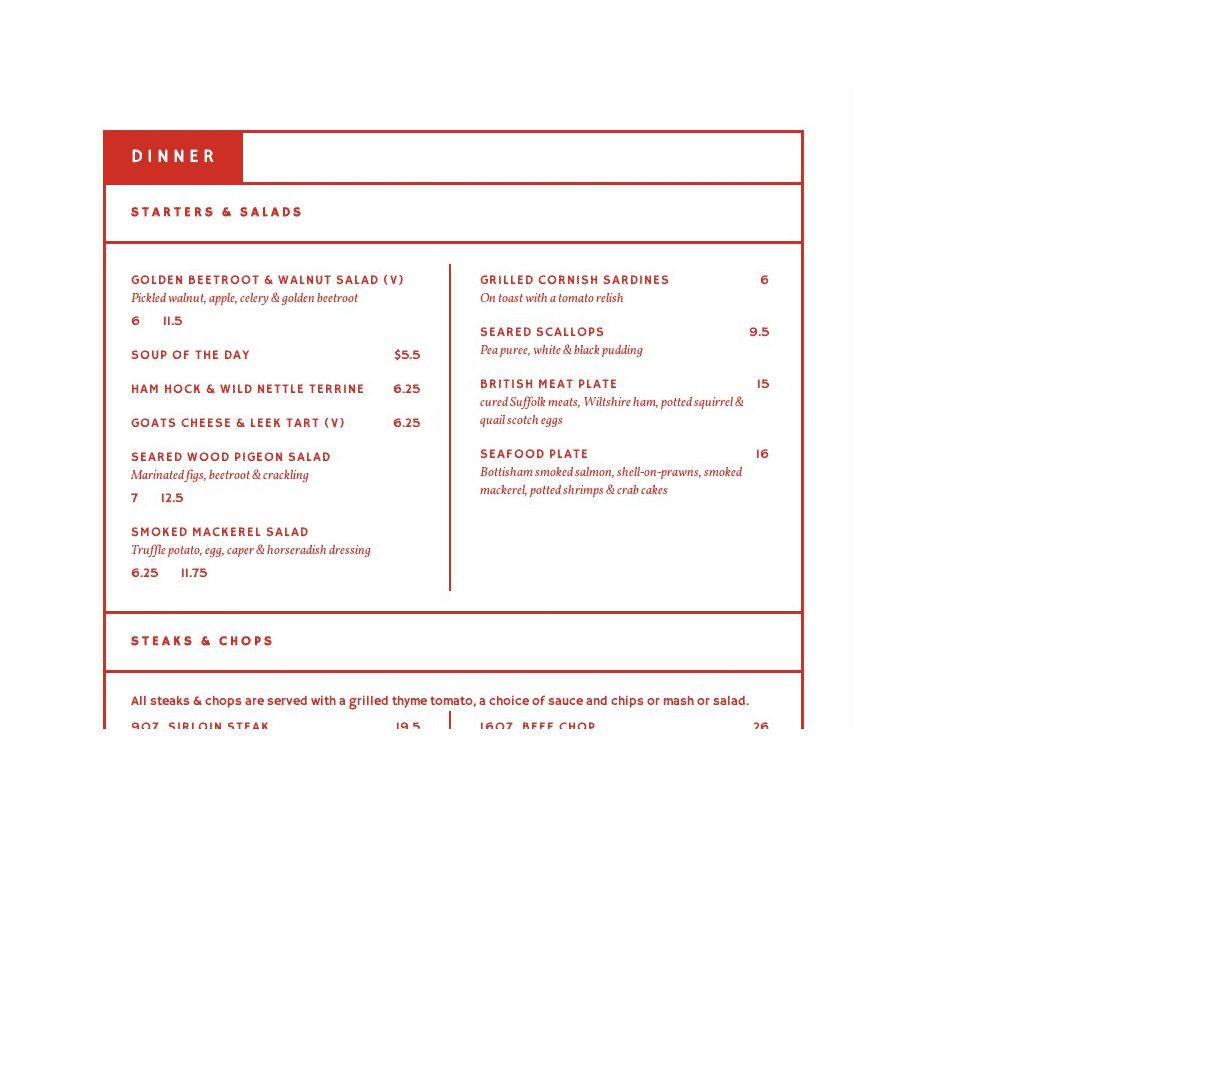 DINNER
STARTERS & SALADS
GOLDEN BEETROOT & WALNUT SALAD (V)
Pickled walnut, apple, celery & golden beetroot
6 11.5
SOUP OF THE DAY $5.5
HAM HOCK & WILD NETTLE TERRINE 6.25
GOATS CHEESE & LEEK TART (V) 6.25
SEARED WOOD PIGEON SALAD
Marinated figs, beetroot & crackling
7 12.5
SMOKED MACKEREL SALAD
Truffle potato, egg, caper & horseradish dressing
6.25 11.75
GRILLED CORNISH SARDINES 6
On toast with a tomato relish
SEARED SCALLOPS 9.5
Pea puree, white & black pudding
BRITISH MEAT PLATE 15
cured Suffolk meats, Wiltshire ham, potted squirrel &
quail scotch eggs
SEAFOOD PLATE 16
Bottisham smoked salmon, shell-on-prawns, smoked
mackerel, potted shrimps & crab cakes
STEAKS & CHOPS
All steaks & chops are served with a grilled thyme tomato, a choice of sauce and chips or mash or salad.
9OZ. SIRLOIN STEAK 19.5
16OZ. BEEF CHOP 26